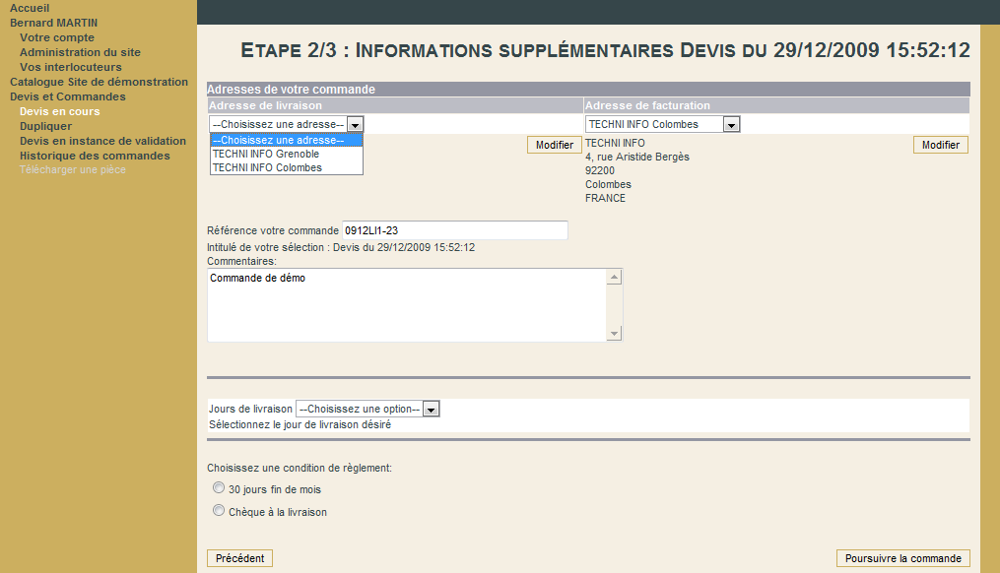 Accueil
Bernard MARTIN
Votre compte
Administration du site
Vos interlocuteurs
Catalogue Site de démonstration
Devis et Commandes
Devis en cours
Dupliquer
Devis en instance de validation
Historique des commandes
Télécharger une pièce
ETAPE 2/3 : INFORMATIONS SUPPLÉMENTAIRES DEVIS DU 29/12/2009 15:52:12
Adresses de votre commande
Adresse de livraison
--Choisissez une adresse--
--Choisissez une adresse--
TECHNI INFO Grenoble
TECHNI INFO Colombes
Modifier
Adresse de facturation
TECHNI INFO Colombes
TECHNI INFO
4, rue Aristide Bergès
92200
Colombes
FRANCE
Modifier
Référence votre commande 0912LI1-23
Intitulé de votre sélection : Devis du 29/12/2009 15:52:12
Commentaires:
Commande de démo
Jours de livraison --Choisissez une option--
Sélectionnez le jour de livraison désiré
Choisissez une condition de règlement:
30 jours fin de mois
Chèque à la livraison
Précédent
Poursuivre la commande